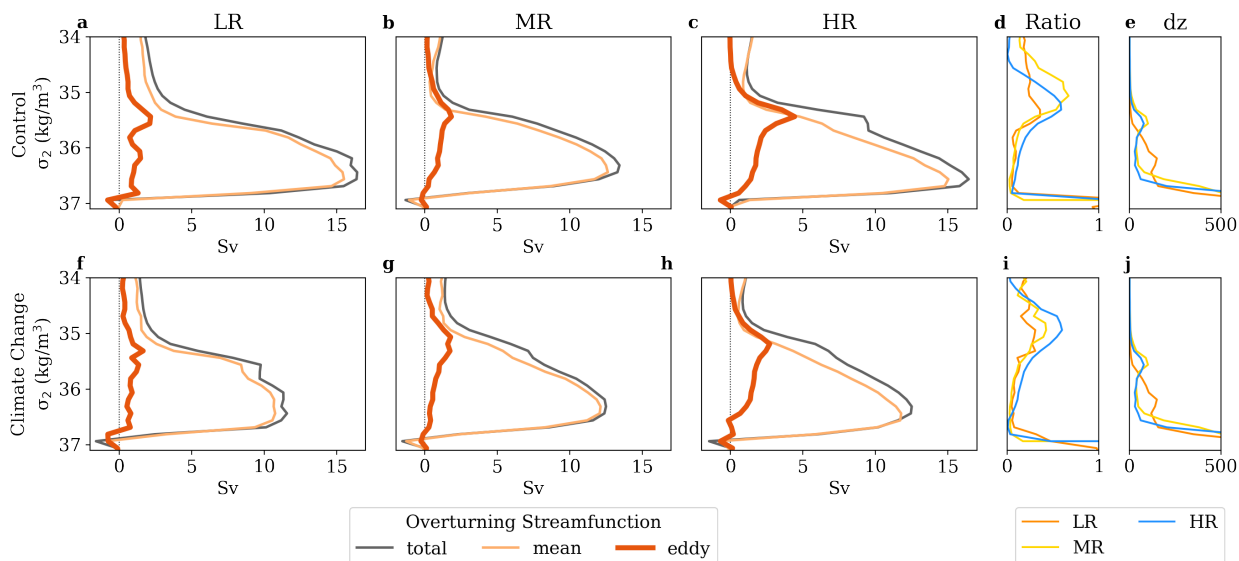 a LR b MR c HR d Ratio e dz
34
35
36
37
Control
σ2 (kg/m³)
0 5 10 15 0 5 10 15 0 5 10 15 0 1 0 500
Sv Sv Sv
f g h i j
34
35
36
37
Climate Change
σ2 (kg/m³)
0 5 10 15 0 5 10 15 0 5 10 15 0 1 0 500
Sv Sv Sv
Overturning Streamfunction
total mean eddy
LR HR
MR